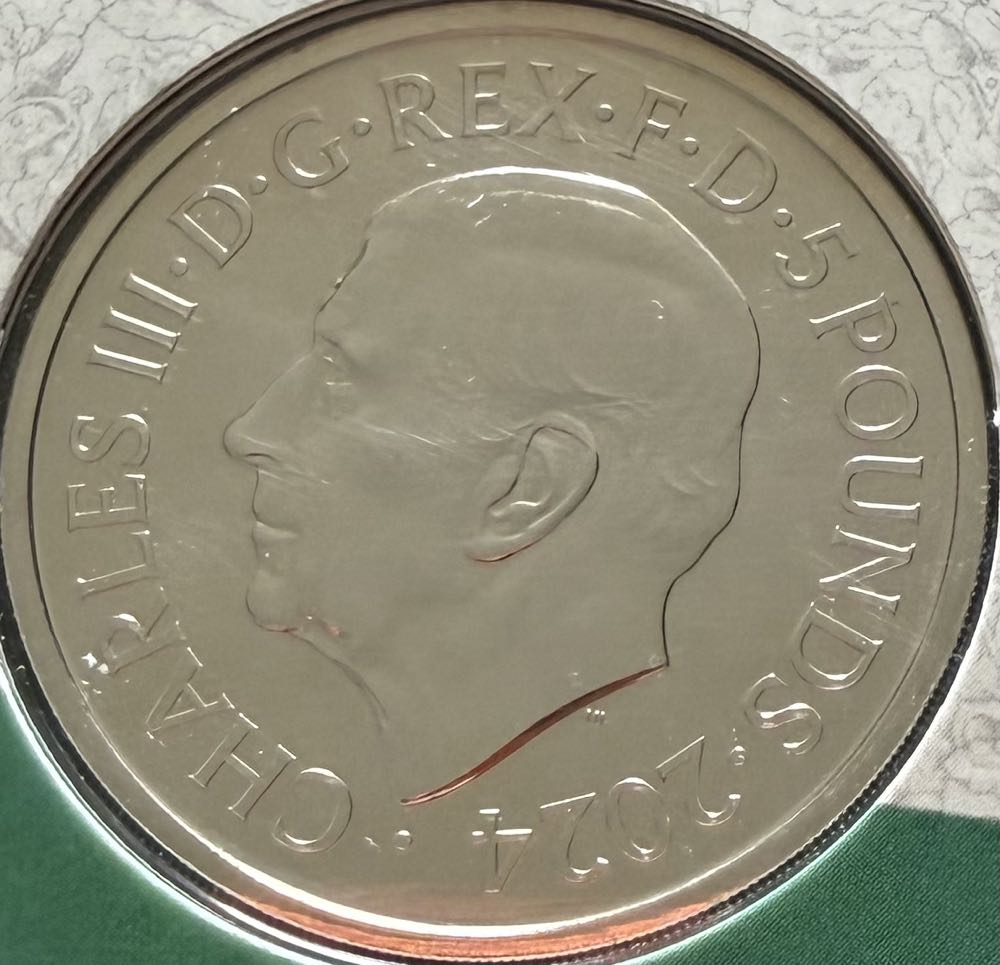 · CHARLES III · D · G · REX · F · D · 5 POUNDS · 2024